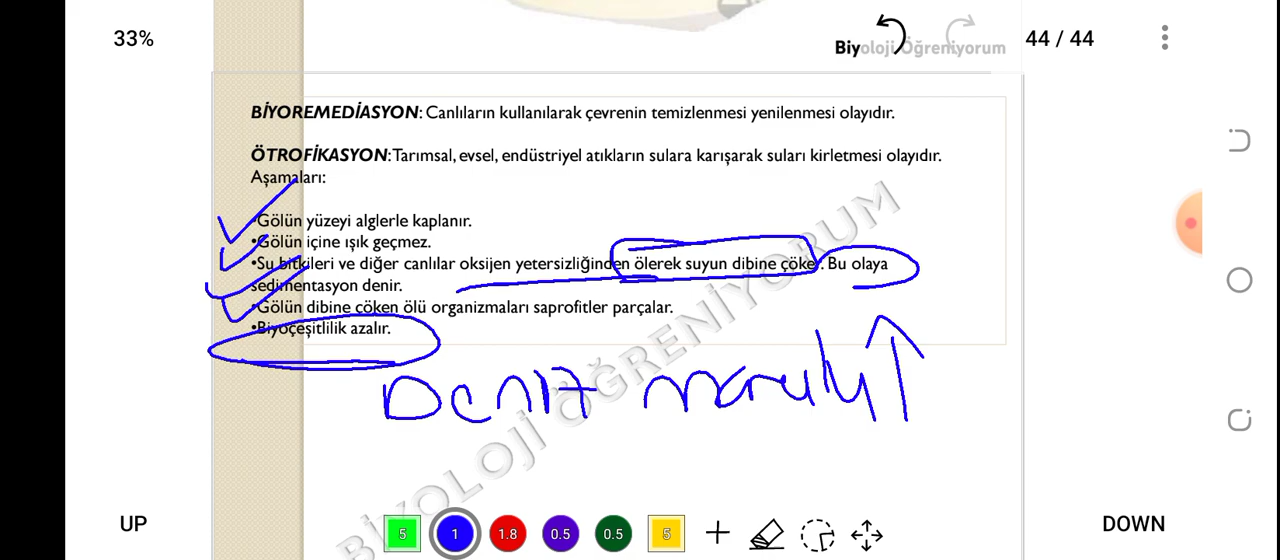 33%
Biyoloji Öğreniyorum
44 / 44
BİYOREMEDİASYON: Canlıların kullanılarak çevrenin temizlenmesi yenilenmesi olayıdır.
ÖTROFİKASYON:Tarımsal, evsel, endüstriyel atıkların sulara karışarak suları kirletmesi olayıdır.
Aşamaları:
•Gölün yüzeyi alglerle kaplanır.
•Gölün içine ışık geçmez.
•Su bitkileri ve diğer canlılar oksijen yetersizliğinden ölerek suyun dibine çöker. Bu olaya
sedimentasyon denir.
•Gölün dibine çöken ölü organizmaları saprofitler parçalar.
•Biyoçeşitlilik azalır.
Deniz marulu ↑
BİYOLOJİ ÖĞRENİYORUM
UP
5 1 1.8 0.5 0.5 5
DOWN